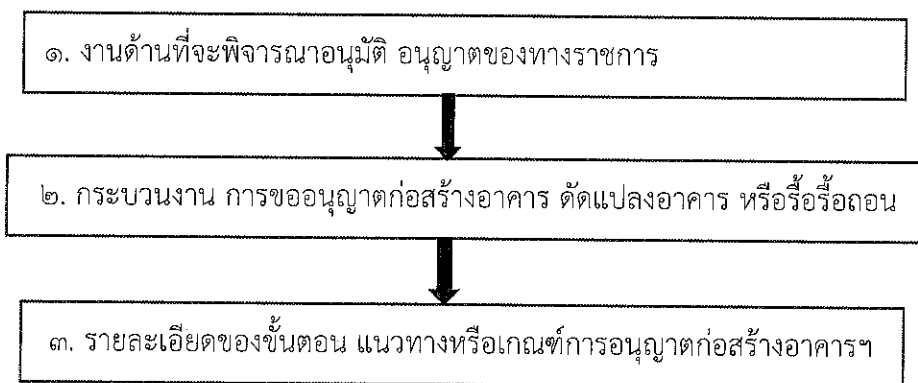 ๑. งานด้านที่จะพิจารณาอนุมัติ อนุญาตของทางราชการ
๒. กระบวนงาน การขออนุญาตก่อสร้างอาคาร ดัดแปลงอาคาร หรือรื้อรื้อถอน
๓. รายละเอียดของขั้นตอน แนวทางหรือเกณฑ์การอนุญาตก่อสร้างอาคารฯ